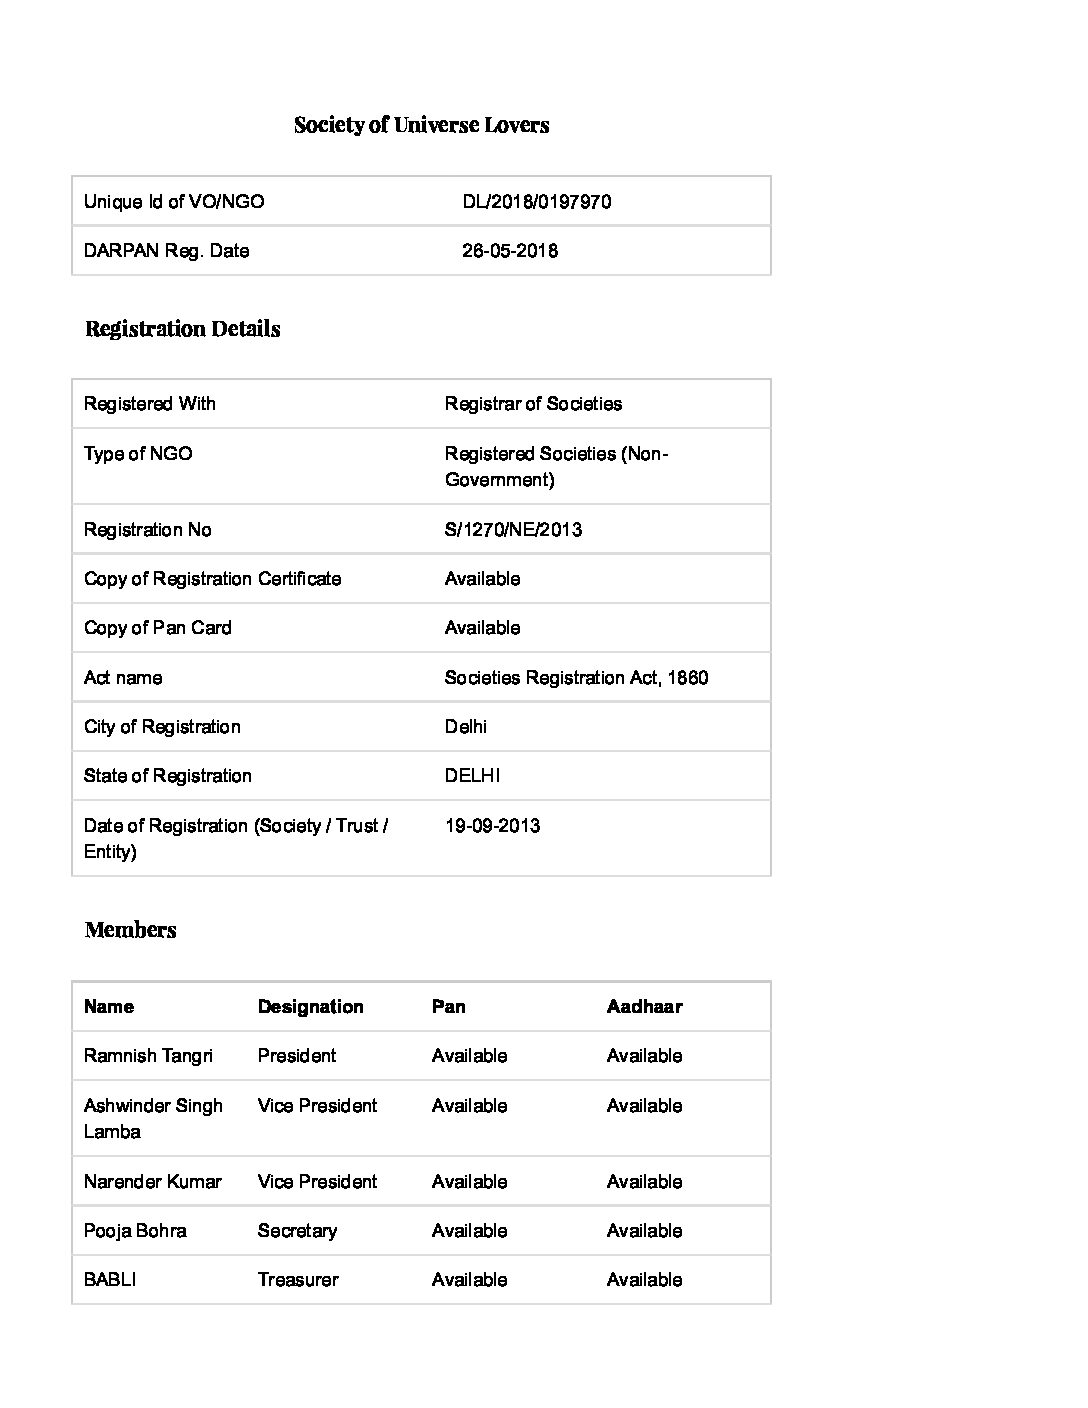 Society of Universe Lovers
Unique Id of VO/NGO DL/2018/0197970
DARPAN Reg. Date 26-05-2018
Registration Details
Registered With Registrar of Societies
Type of NGO Registered Societies (Non-
Government)
Registration No S/1270/NE/2013
Copy of Registration Certificate Available
Copy of Pan Card Available
Act name Societies Registration Act, 1860
City of Registration Delhi
State of Registration DELHI
Date of Registration (Society / Trust / 19-09-2013
Entity)
Members
Name Designation Pan Aadhaar
Ramnish Tangri President Available Available
Ashwinder Singh Vice President Available Available
Lamba
Narender Kumar Vice President Available Available
Pooja Bohra Secretary Available Available
BABLI Treasurer Available Available